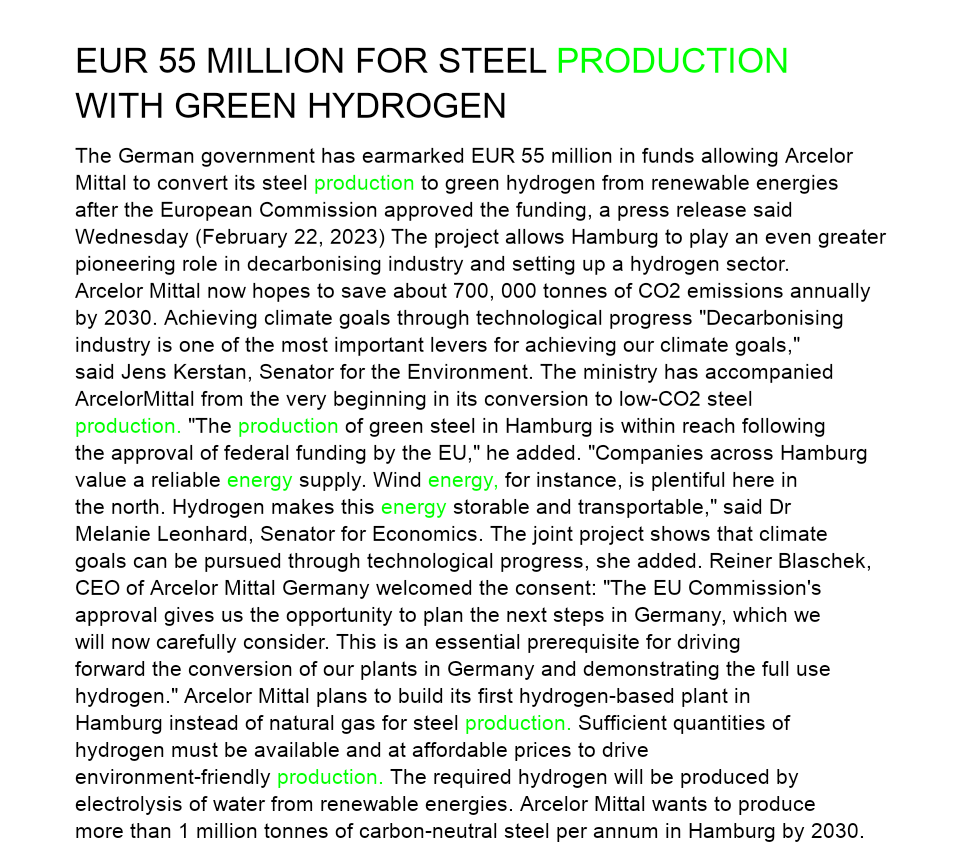 EUR 55 MILLION FOR STEEL PRODUCTION
WITH GREEN HYDROGEN
The German government has earmarked EUR 55 million in funds allowing Arcelor
Mittal to convert its steel production to green hydrogen from renewable energies
after the European Commission approved the funding, a press release said
Wednesday (February 22, 2023) The project allows Hamburg to play an even greater
pioneering role in decarbonising industry and setting up a hydrogen sector.
Arcelor Mittal now hopes to save about 700, 000 tonnes of CO2 emissions annually
by 2030. Achieving climate goals through technological progress "Decarbonising
industry is one of the most important levers for achieving our climate goals,"
said Jens Kerstan, Senator for the Environment. The ministry has accompanied
ArcelorMittal from the very beginning in its conversion to low-CO2 steel
production. "The production of green steel in Hamburg is within reach following
the approval of federal funding by the EU," he added. "Companies across Hamburg
value a reliable energy supply. Wind energy, for instance, is plentiful here in
the north. Hydrogen makes this energy storable and transportable," said Dr
Melanie Leonhard, Senator for Economics. The joint project shows that climate
goals can be pursued through technological progress, she added. Reiner Blaschek,
CEO of Arcelor Mittal Germany welcomed the consent: "The EU Commission's
approval gives us the opportunity to plan the next steps in Germany, which we
will now carefully consider. This is an essential prerequisite for driving
forward the conversion of our plants in Germany and demonstrating the full use
hydrogen." Arcelor Mittal plans to build its first hydrogen-based plant in
Hamburg instead of natural gas for steel production. Sufficient quantities of
hydrogen must be available and at affordable prices to drive
environment-friendly production. The required hydrogen will be produced by
electrolysis of water from renewable energies. Arcelor Mittal wants to produce
more than 1 million tonnes of carbon-neutral steel per annum in Hamburg by 2030.